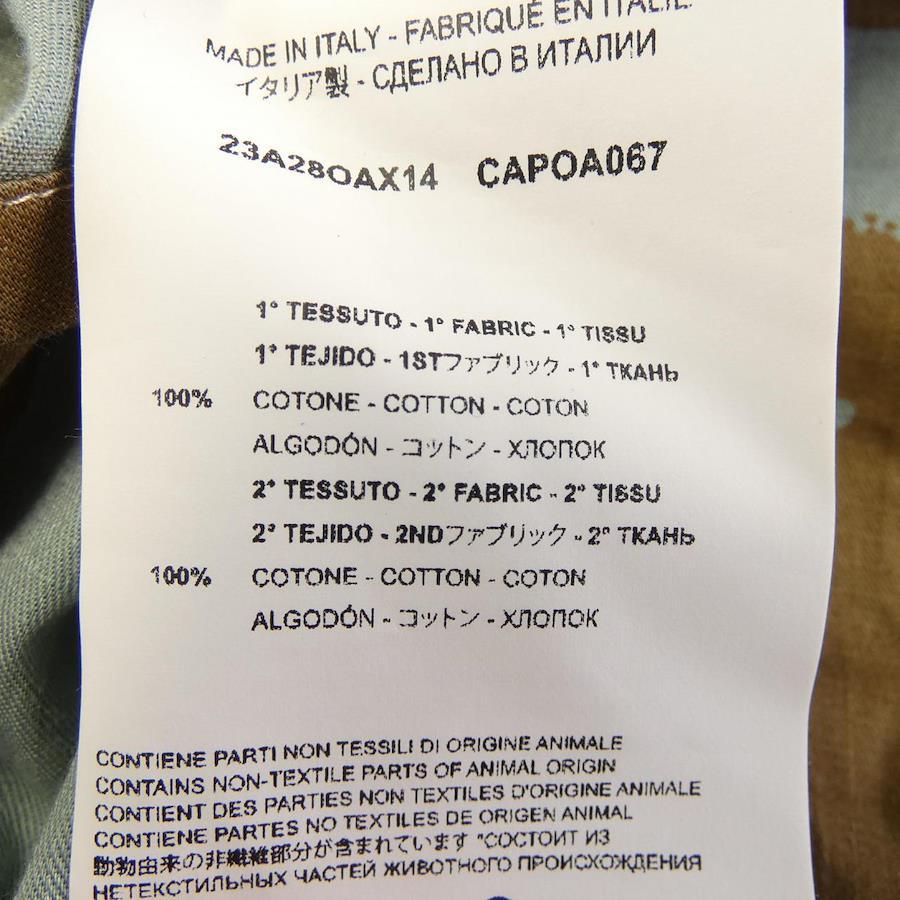 MADE IN ITALY - FABRIQUÉ EN ITALIE
イタリア製 - СДЕЛАНО В ИТАЛИИ
23A28OAX14 CAPOA067
1° TESSUTO - 1° FABRIC - 1° TISSU
1° TEJIDO - 1STファブリック - 1° ТКАНЬ
100% COTONE - COTTON - COTON
ALGODÓN - コットン - ХЛОПОК
2° TESSUTO - 2° FABRIC - 2° TISSU
2° TEJIDO - 2NDファブリック - 2° ТКАНЬ
100% COTONE - COTTON - COTON
ALGODÓN - コットン - ХЛОПОК
CONTIENE PARTI NON TESSILI DI ORIGINE ANIMALE
CONTAINS NON-TEXTILE PARTS OF ANIMAL ORIGIN
CONTIENT DES PARTIES NON TEXTILES D'ORIGINE ANIMALE
CONTIENE PARTES NO TEXTILES DE ORIGEN ANIMAL
動物由来の非繊維部分が含まれています "СОСТОИТ ИЗ
НЕТЕКСТИЛЬНЫХ ЧАСТЕЙ ЖИВОТНОГО ПРОИСХОЖДЕНИЯ